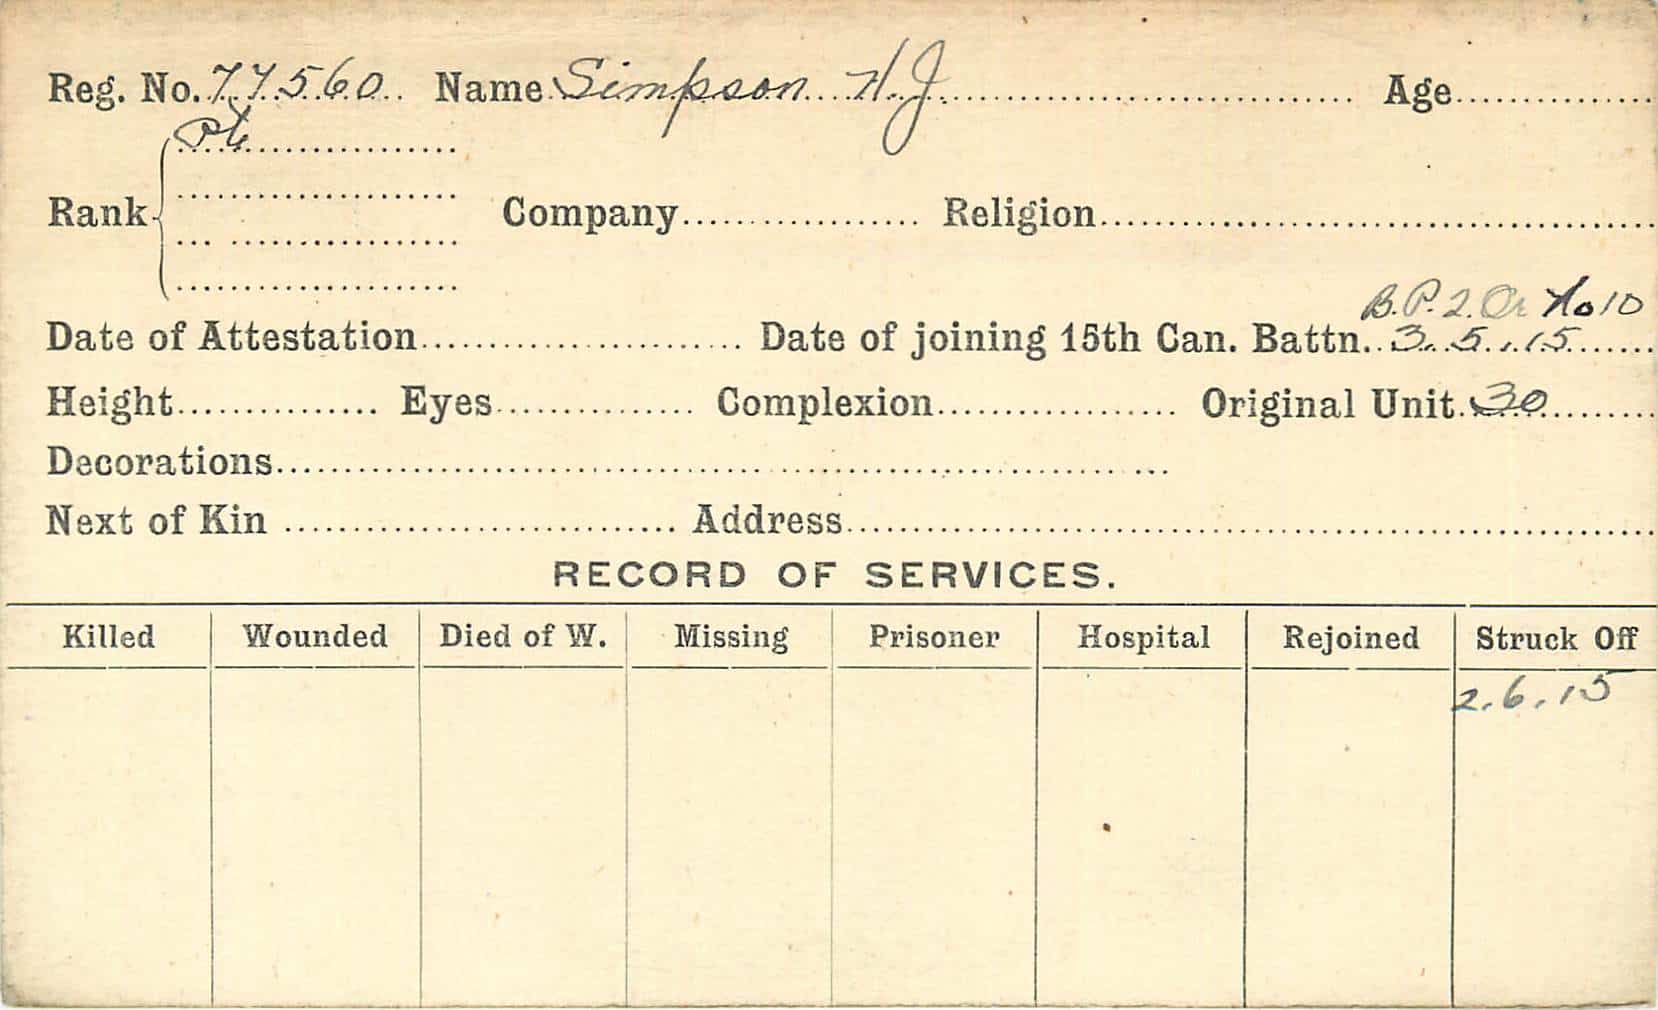 Reg. No. 77560 Name Simpson H.J. Age
Pte
Rank Company Religion
B.P.2. Or No 10
Date of Attestation Date of joining 15th Can. Battn. 3.5.15
Height Eyes Complexion Original Unit 30
Decorations
Next of Kin Address
RECORD OF SERVICES.
Killed Wounded Died of W. Missing Prisoner Hospital Rejoined Struck Off
2.6.15